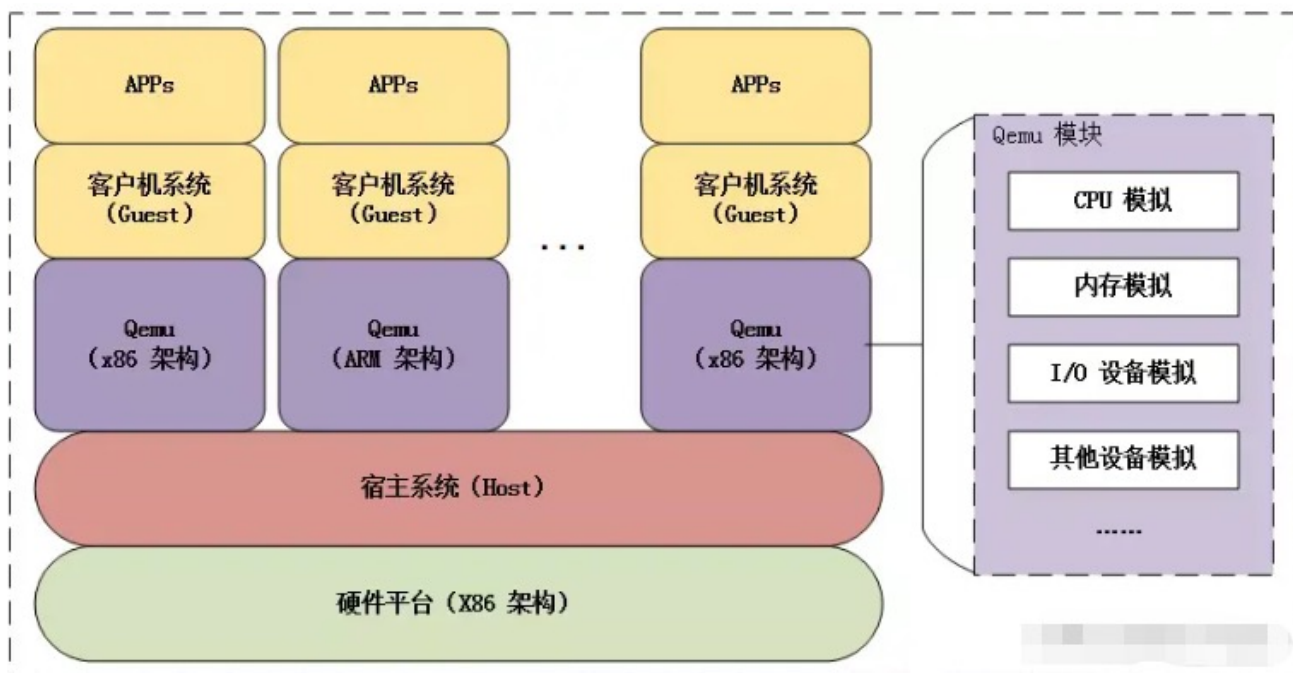 APPs
APPs
APPs
客户机系统
(Guest)
客户机系统
(Guest)
客户机系统
(Guest)
...
Qemu
(x86 架构)
Qemu
(ARM 架构)
Qemu
(x86 架构)
宿主系统 (Host)
硬件平台 (X86 架构)
Qemu 模块
CPU 模拟
内存模拟
I/O 设备模拟
其他设备模拟
……